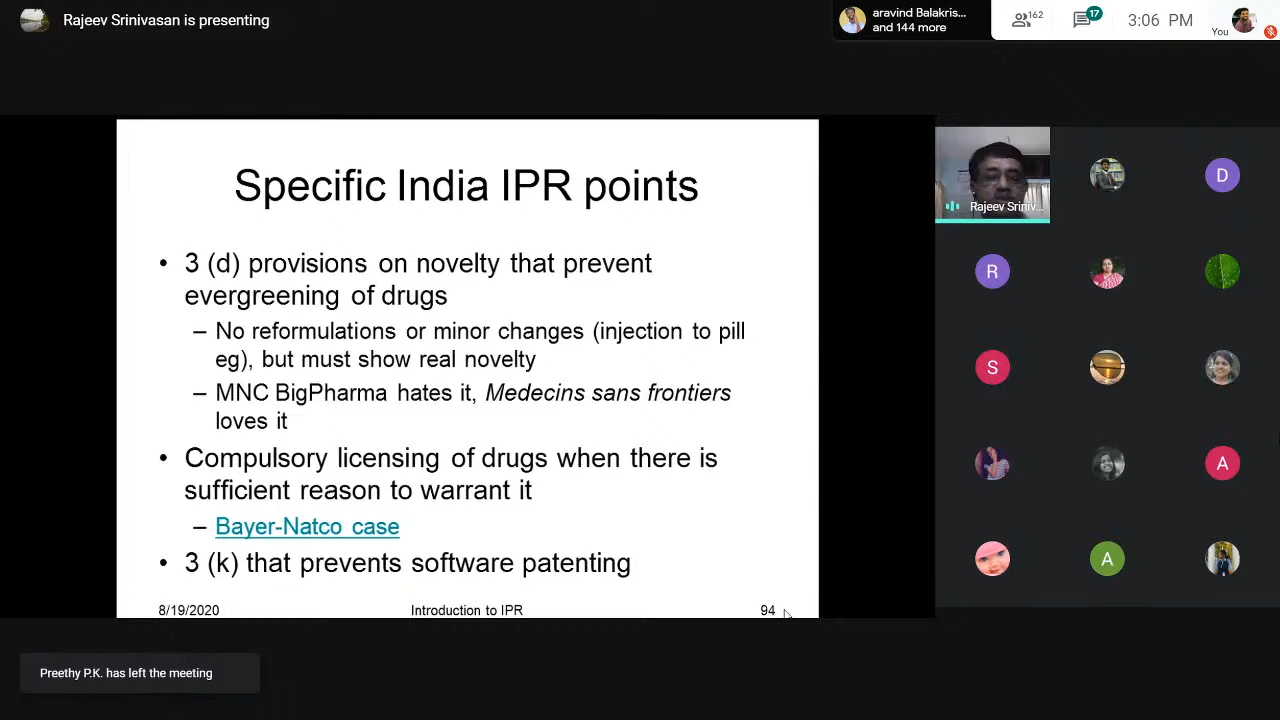 Rajeev Srinivasan is presenting
aravind Balakris...
and 144 more
162
17
3:06 PM
You
Specific India IPR points
• 3 (d) provisions on novelty that prevent
evergreening of drugs
– No reformulations or minor changes (injection to pill
eg), but must show real novelty
– MNC BigPharma hates it, Medecins sans frontiers
loves it
• Compulsory licensing of drugs when there is
sufficient reason to warrant it
– Bayer-Natco case
• 3 (k) that prevents software patenting
8/19/2020 Introduction to IPR 94
Rajeev Sriniv...
D
R
S
A
A
Preethy P.K. has left the meeting